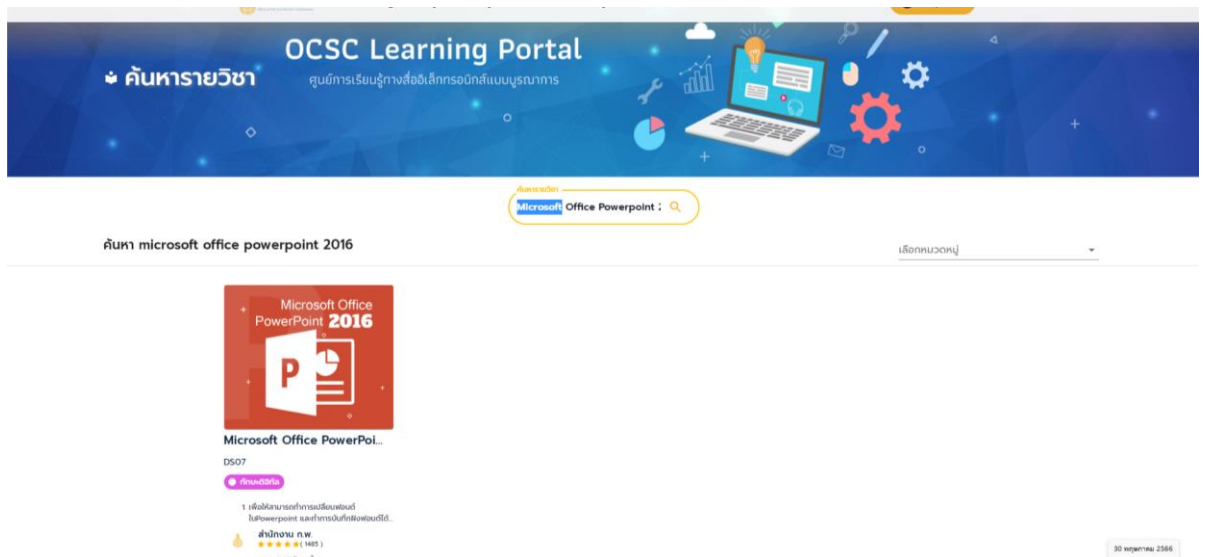 OCSC Learning Portal
ค้นหารายวิชา
ศูนย์การเรียนรู้ทางสื่ออิเล็กทรอนิกส์แบบบูรณาการ
ค้นหารายวิชา
Microsoft Office Powerpoint
ค้นหา microsoft office powerpoint 2016
เลือกหมวดหมู่
Microsoft Office
PowerPoint 2016
P
Microsoft Office PowerPoi...
DS07
ทักษะดิจิทัล
1. เพื่อให้สามารถทำการเปลี่ยนฟอนต์
ในPowerpoint และทำการบันทึกฝังฟอนต์ได้...
สำนักงาน ก.พ.
( 1485 )
30 พฤษภาคม 2566